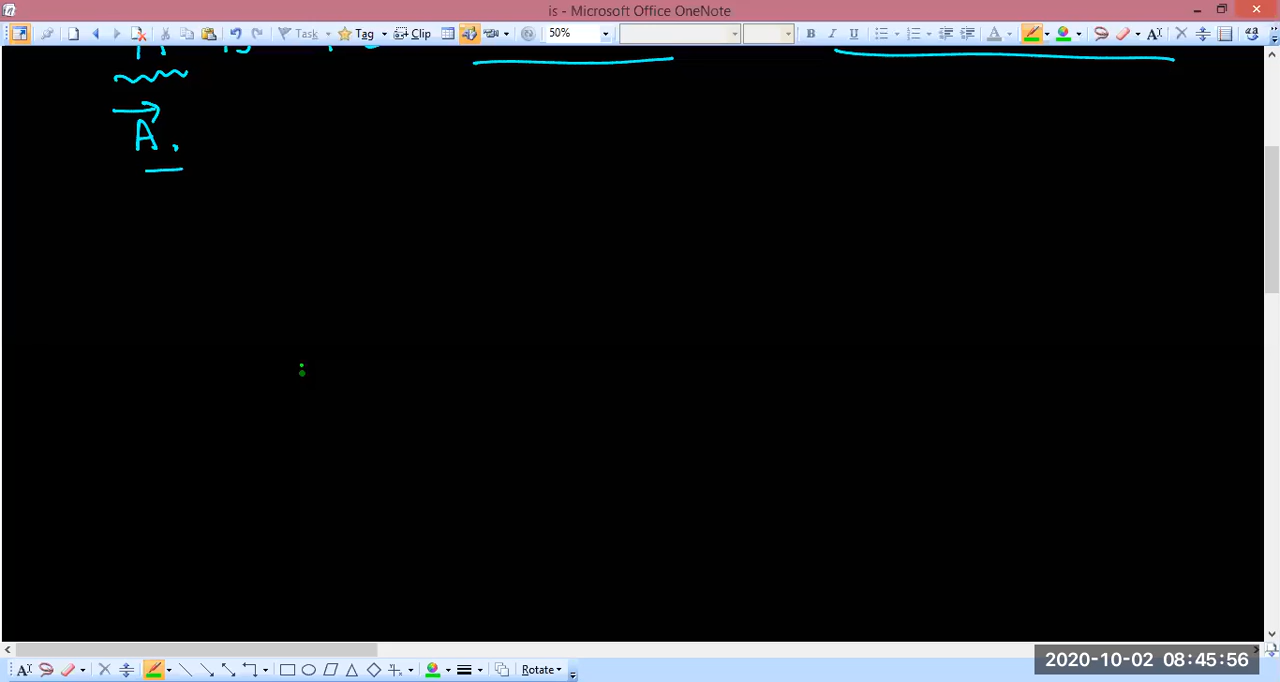 is - Microsoft Office OneNote
Task Tag Clip 50% B I U A A
A.
A Rotate
2020-10-02 08:45:56